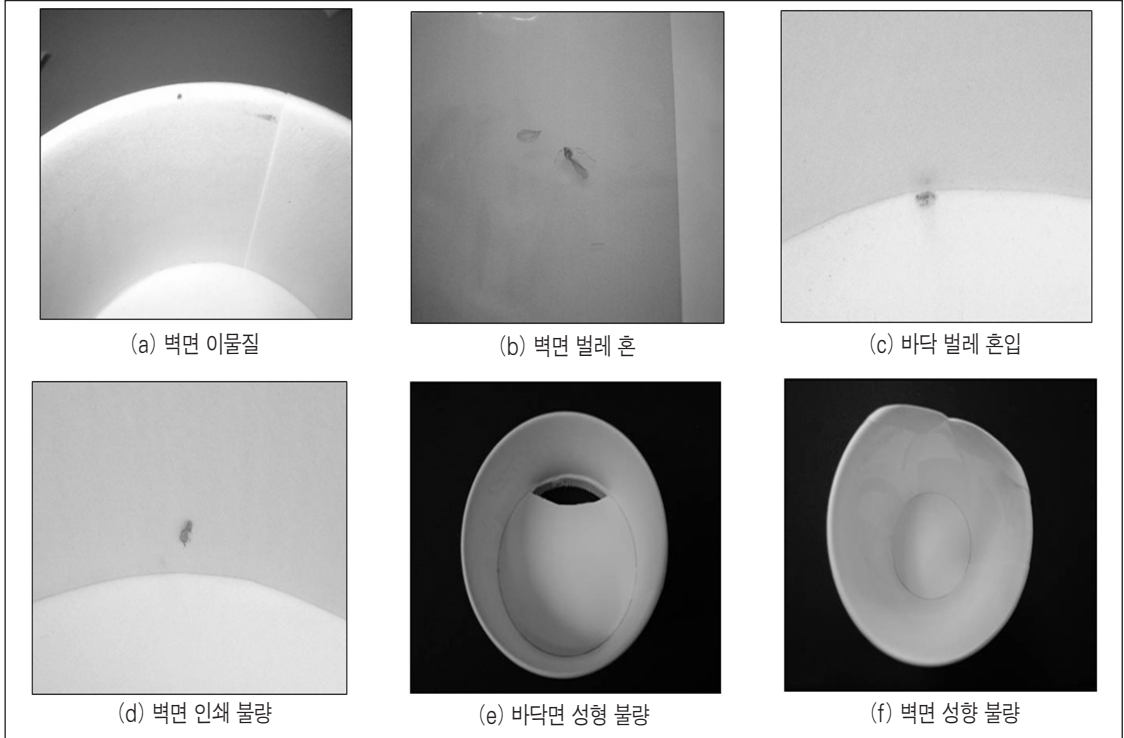 (a) 벽면 이물질
(b) 벽면 벌레 혼
(c) 바닥 벌레 혼입
(d) 벽면 인쇄 불량
(e) 바닥면 성형 불량
(f) 벽면 성향 불량